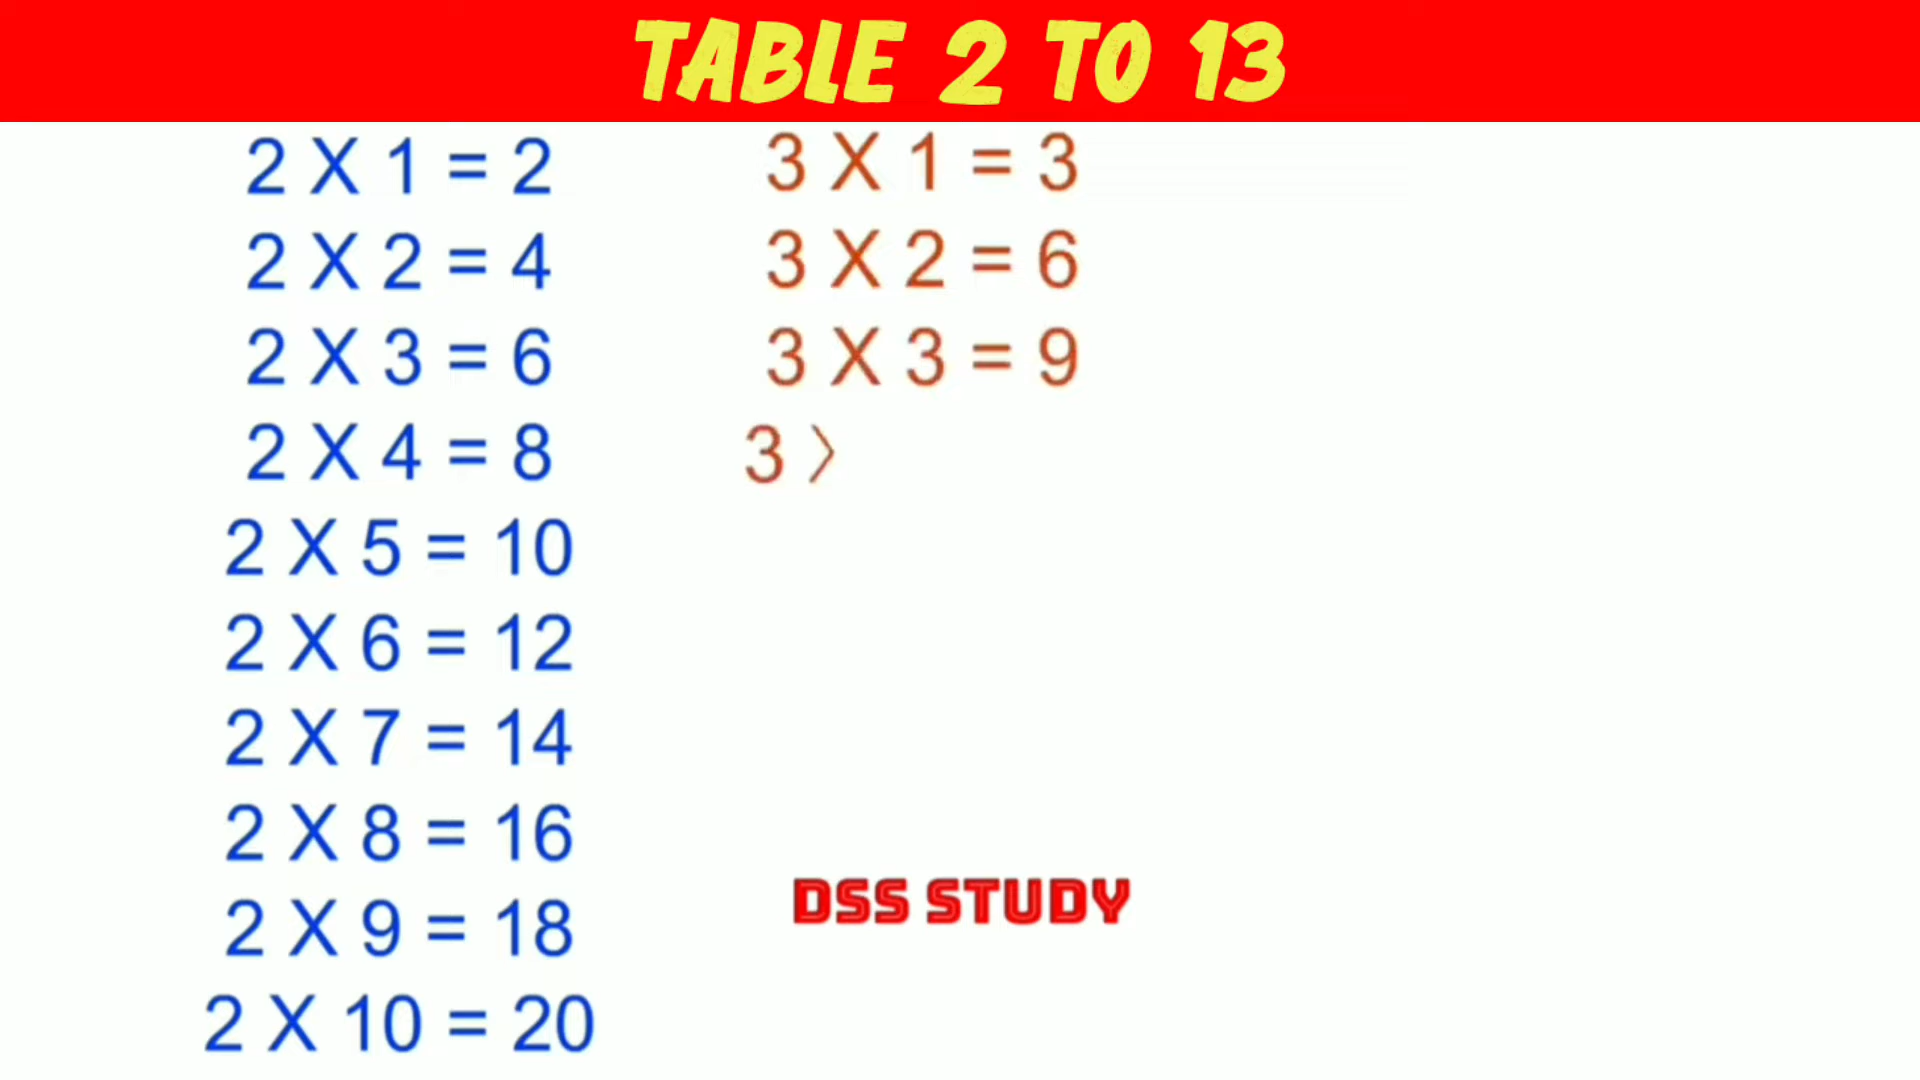 TABLE 2 TO 13
2 X 1 = 2
2 X 2 = 4
2 X 3 = 6
2 X 4 = 8
2 X 5 = 10
2 X 6 = 12
2 X 7 = 14
2 X 8 = 16
2 X 9 = 18
2 X 10 = 20
3 X 1 = 3
3 X 2 = 6
3 X 3 = 9
3
DSS STUDY